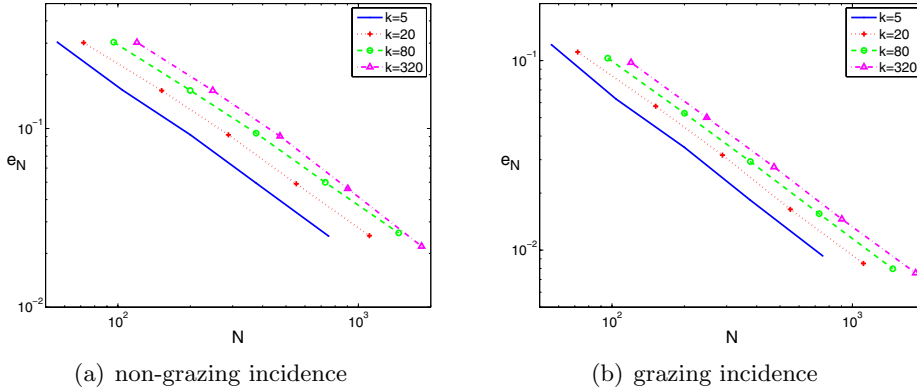 10^{-1}
10^{-2}
e_N
10^2
10^3
N
k=5
k=20
k=80
k=320
(a) non-grazing incidence
10^{-1}
10^{-2}
e_N
10^2
10^3
N
k=5
k=20
k=80
k=320
(b) grazing incidence